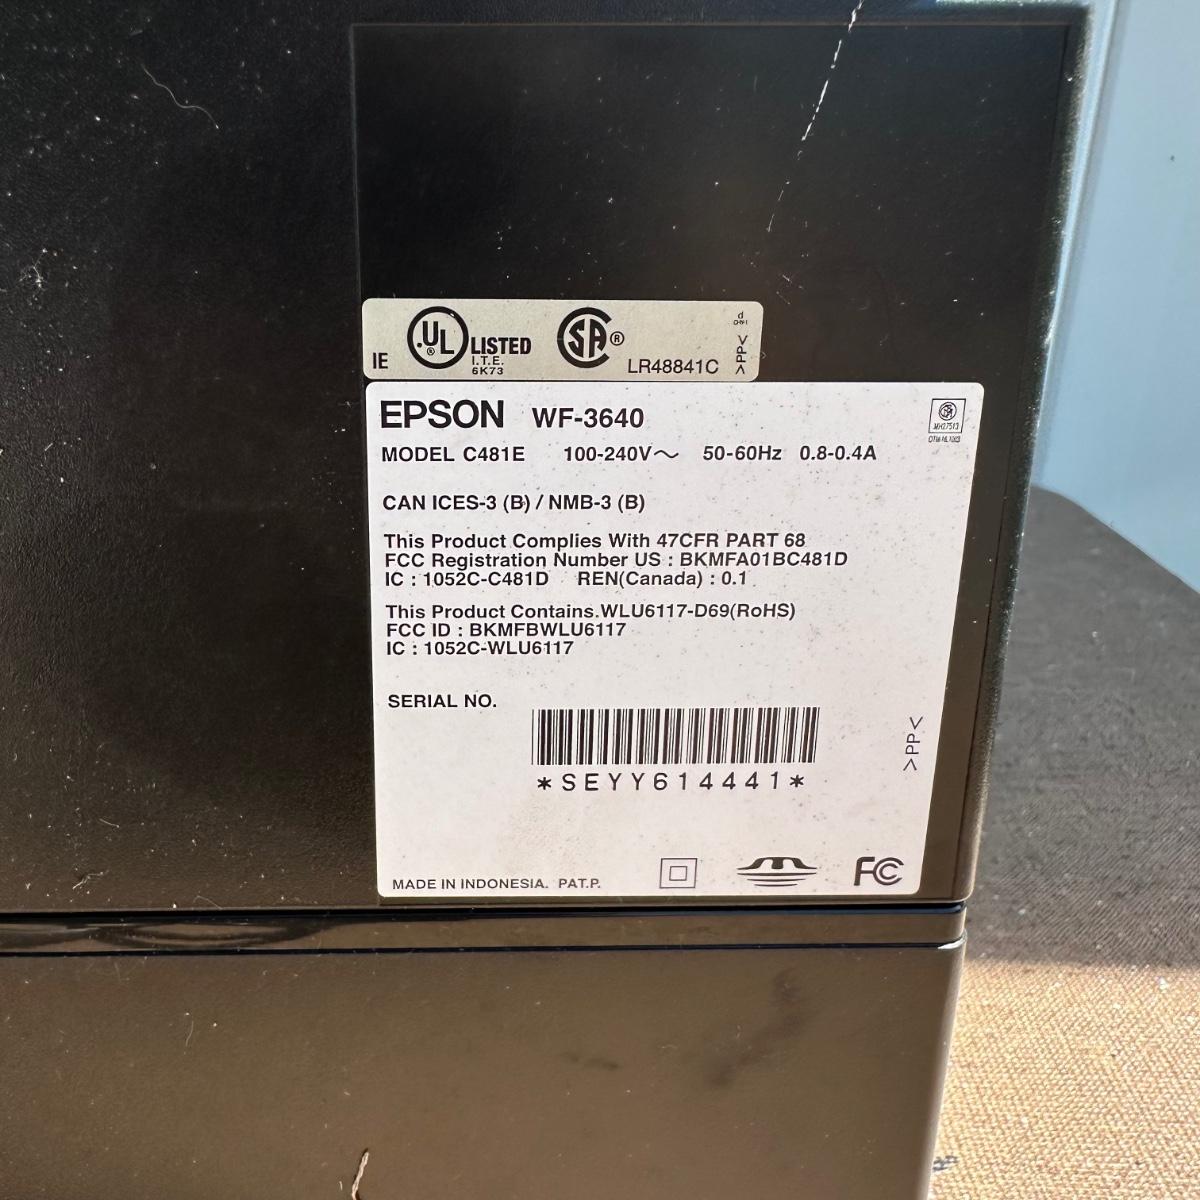 IE
UL
LISTED
I.T.E.
6K73
SA ®
LR48841C
>PP<
EPSON WF-3640
MODEL C481E 100-240V～ 50-60Hz 0.8-0.4A
CAN ICES-3 (B) / NMB-3 (B)
This Product Complies With 47CFR PART 68
FCC Registration Number US : BKMFA01BC481D
IC : 1052C-C481D REN(Canada) : 0.1
This Product Contains WLU6117-D69(RoHS)
FCC ID : BKMFBWLU6117
IC : 1052C-WLU6117
SERIAL NO.
*SEYY614441*
>PP<
MADE IN INDONESIA. PAT.P.
FC